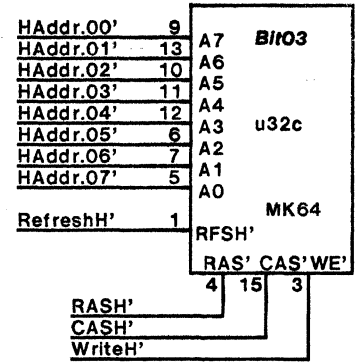 HAddr.00' 9 A7 Bit03
HAddr.01' 13 A6
HAddr.02' 10 A5
HAddr.03' 11 A4
HAddr.04' 12 A3 u32c
HAddr.05' 6 A2
HAddr.06' 7 A1
HAddr.07' 5 A0
MK64
RefreshH' 1 RFSH'
RAS' CAS' WE'
4 15 3
RASH'
CASH'
WriteH'